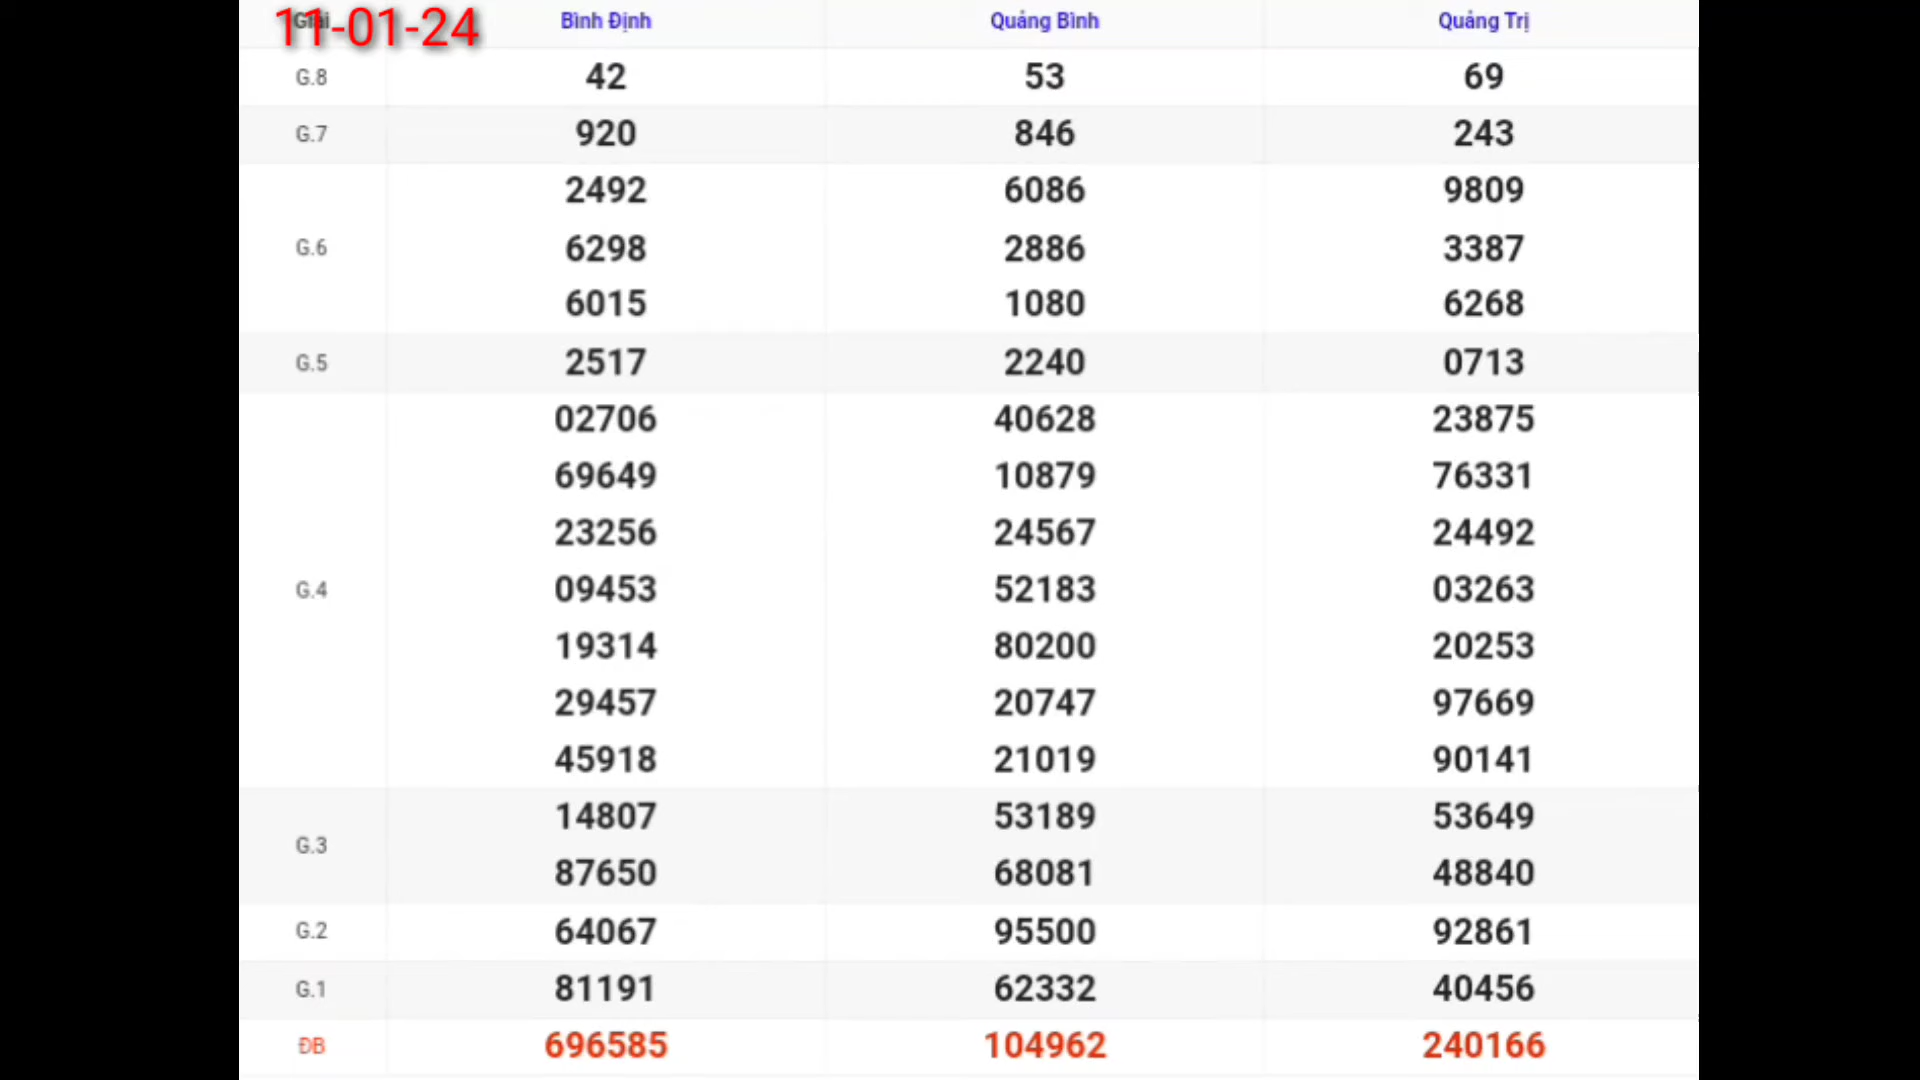 11-01-24
Giải Bình Định Quảng Bình Quảng Trị
G.8 42 53 69
G.7 920 846 243
2492 6086 9809
G.6 6298 2886 3387
6015 1080 6268
G.5 2517 2240 0713
02706 40628 23875
69649 10879 76331
23256 24567 24492
G.4 09453 52183 03263
19314 80200 20253
29457 20747 97669
45918 21019 90141
14807 53189 53649
G.3
87650 68081 48840
G.2 64067 95500 92861
G.1 81191 62332 40456
ĐB 696585 104962 240166